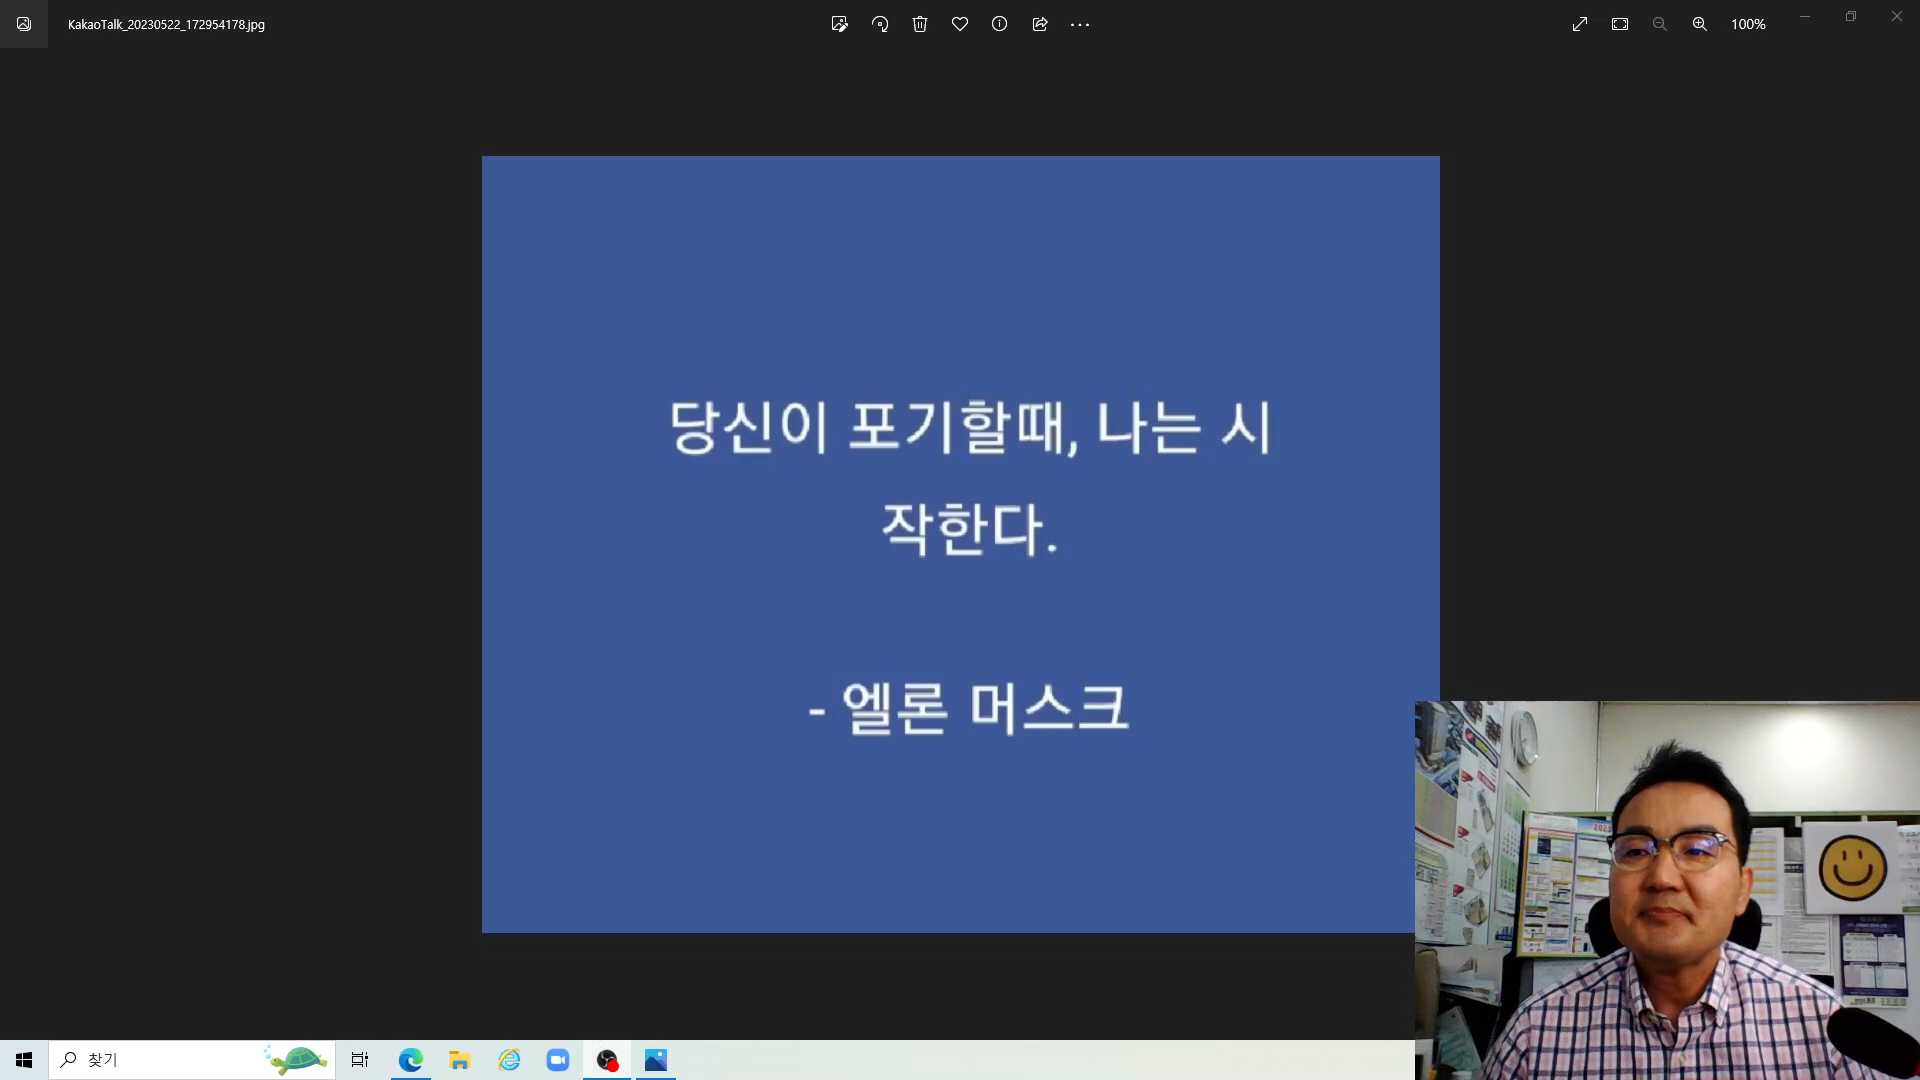 KakaoTalk_20230522_172954178.jpg
100%
당신이 포기할때, 나는 시
작한다.
- 엘론 머스크
찾기